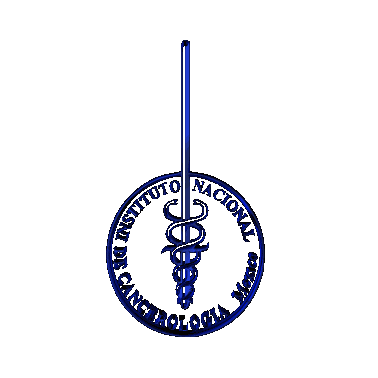 INSTITUTO NACIONAL
DE CANCEROLOGIA
México